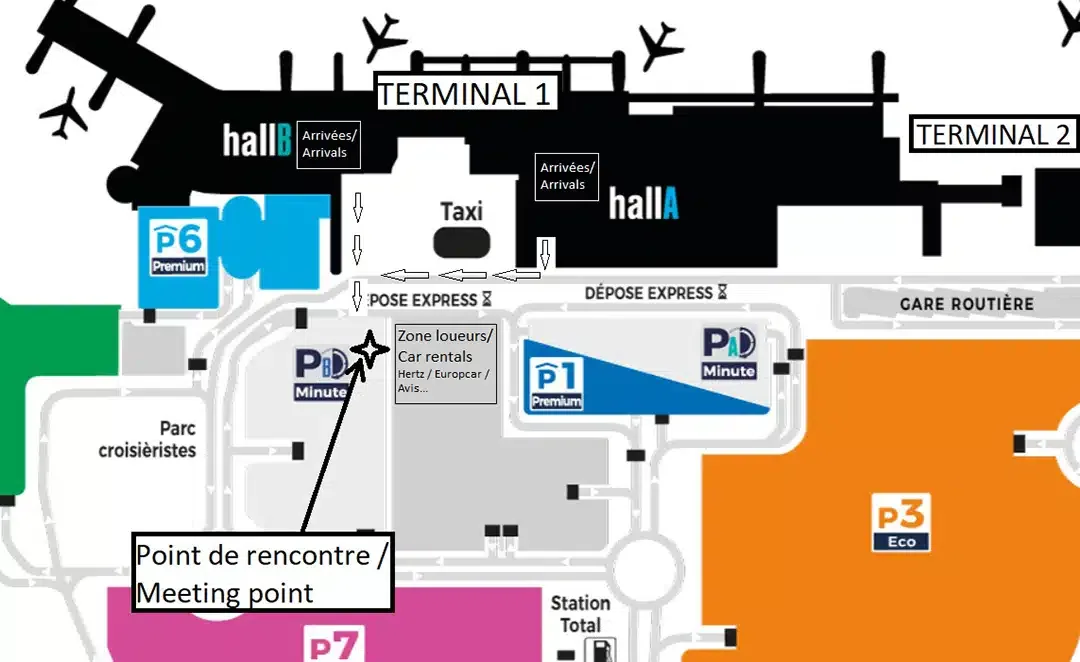 TERMINAL 1
TERMINAL 2
hallB
Arrivées/
Arrivals
Arrivées/
Arrivals
hallA
Taxi
P6
Premium
POSE EXPRESS
DÉPOSE EXPRESS
GARE ROUTIÈRE
PB
Minute
Zone loueurs/
Car rentals
Hertz / Europcar /
Avis...
P1
Premium
PA
Minute
Parc
croisièristes
P3
Eco
Point de rencontre /
Meeting point
P7
Station
Total